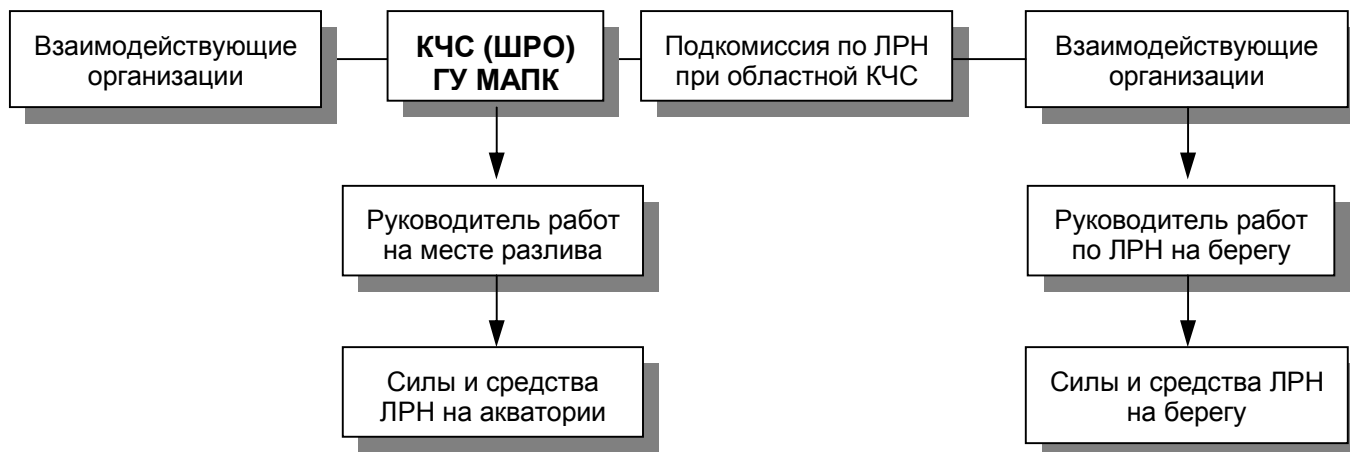 Взаимодействующие
организации
КЧС (ШРО)
ГУ МАПК
Подкомиссия по ЛРН
при областной КЧС
Взаимодействующие
организации
Руководитель работ
на месте разлива
Руководитель работ
по ЛРН на берегу
Силы и средства
ЛРН на акватории
Силы и средства ЛРН
на берегу